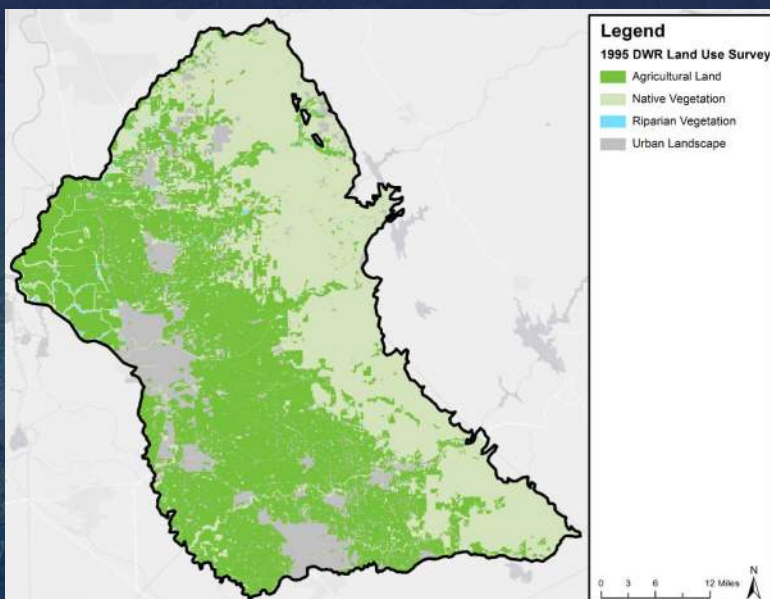 Legend
1995 DWR Land Use Survey
Agricultural Land
Native Vegetation
Riparian Vegetation
Urban Landscape
N
0 3 6 12 Miles